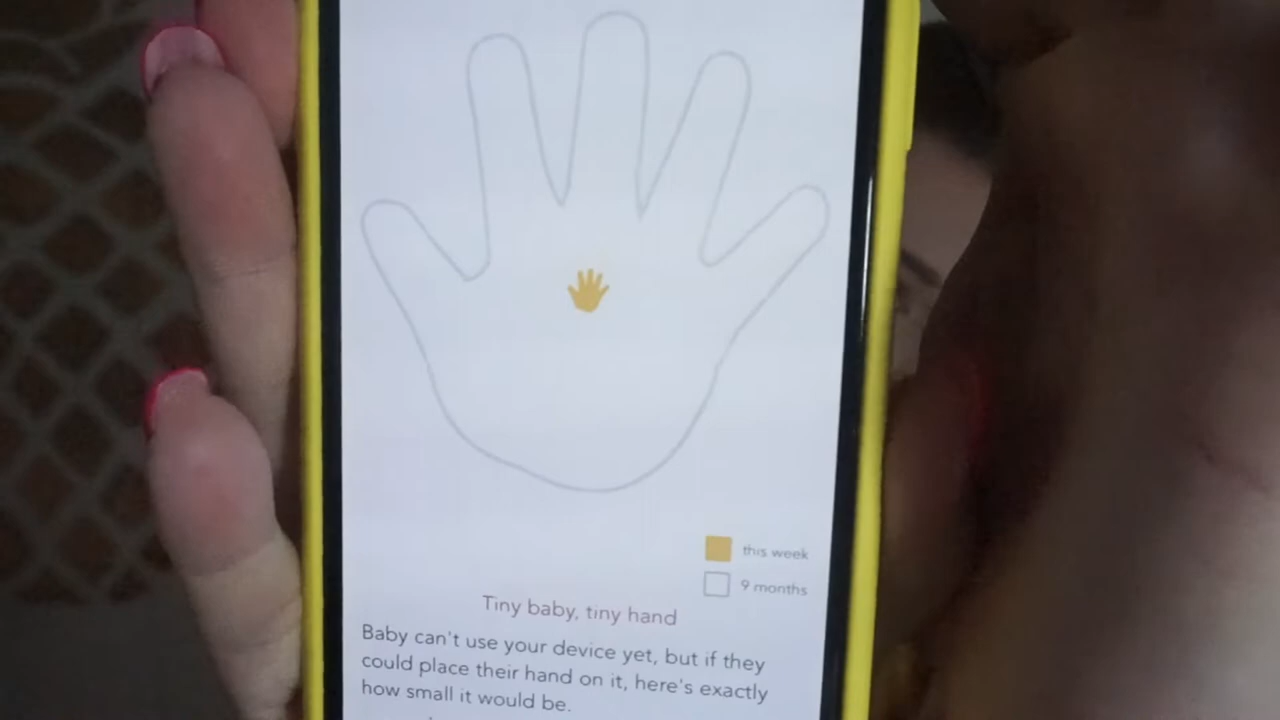 this week
9 months
Tiny baby, tiny hand
Baby can't use your device yet, but if they
could place their hand on it, here's exactly
how small it would be.